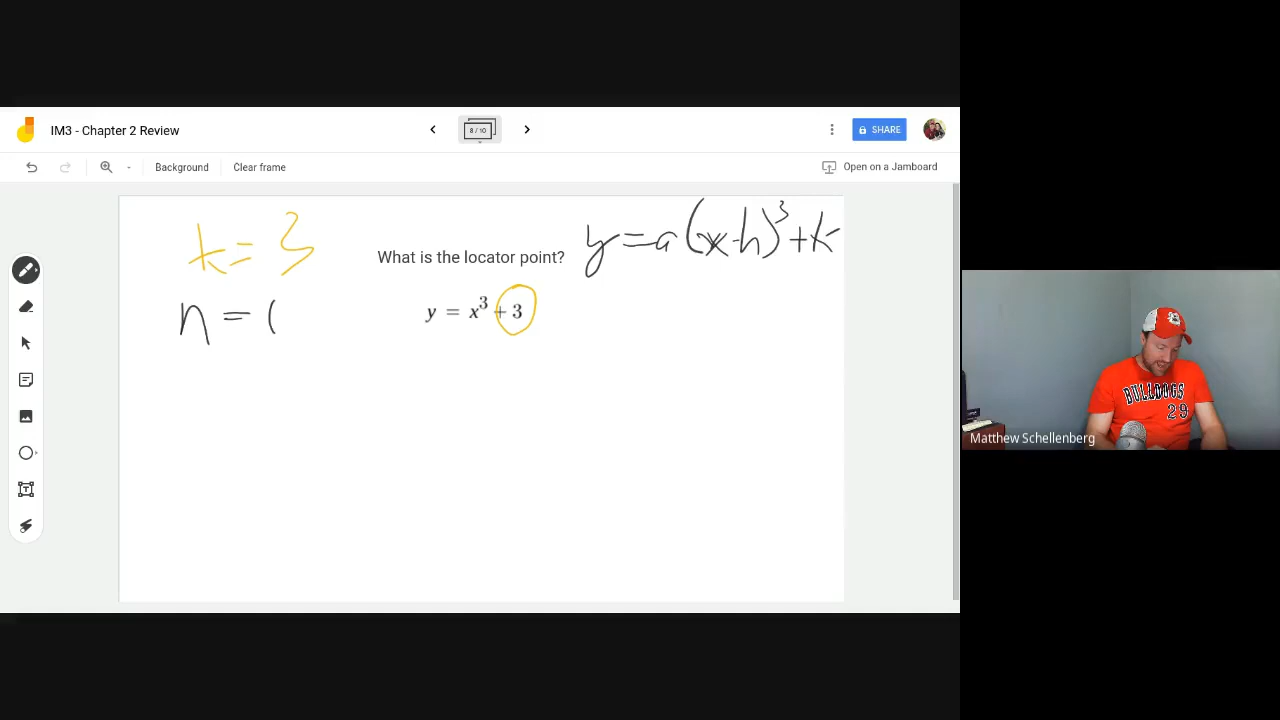 IM3 - Chapter 2 Review
8 / 10
SHARE
Background
Clear frame
Open on a Jamboard
k = 3
What is the locator point?
y = a(x-h)³+k
n = (
y = x³ + 3
BULLDOGS
29
Matthew Schellenberg